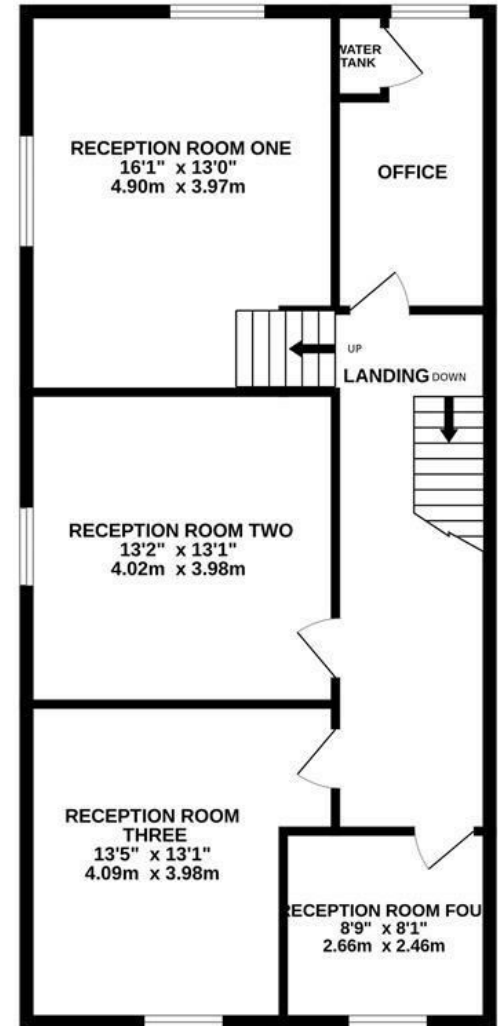 WATER
TANK
RECEPTION ROOM ONE
16'1" x 13'0"
4.90m x 3.97m
OFFICE
UP
LANDING DOWN
RECEPTION ROOM TWO
13'2" x 13'1"
4.02m x 3.98m
RECEPTION ROOM
THREE
13'5" x 13'1"
4.09m x 3.98m
RECEPTION ROOM FOU
8'9" x 8'1"
2.66m x 2.46m